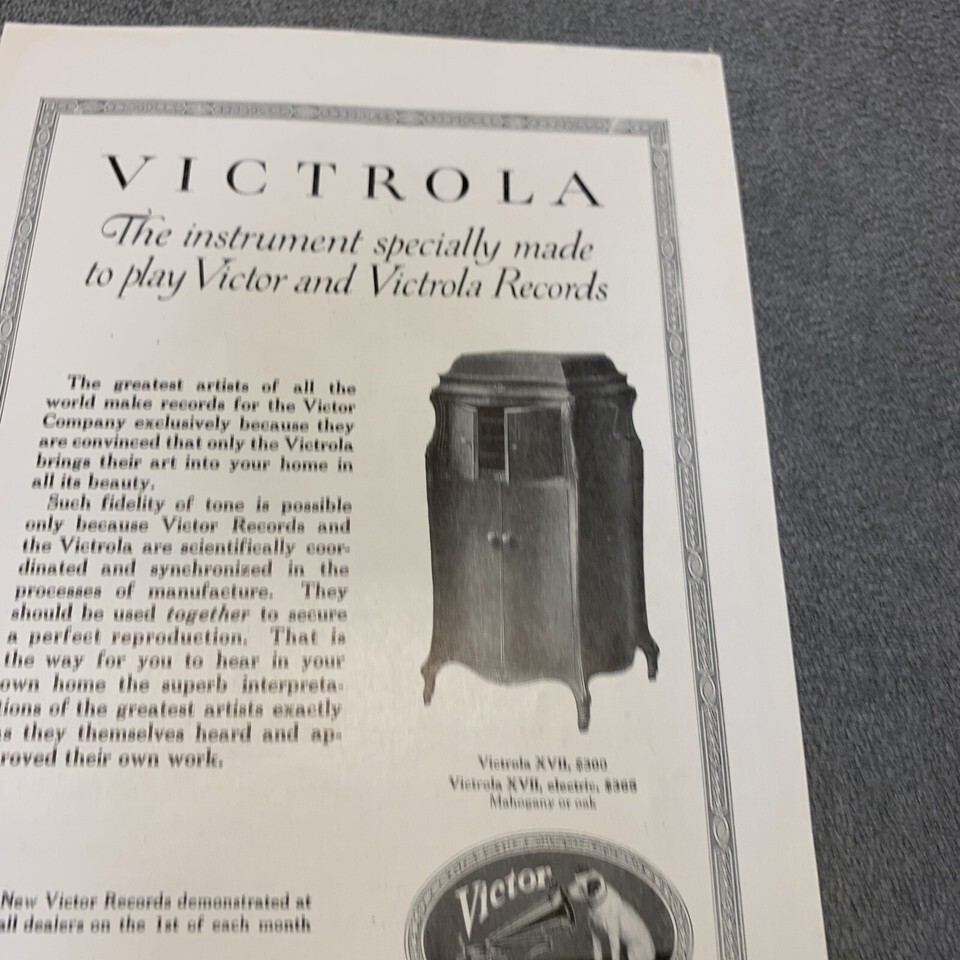 VICTROLA
The instrument specially made
to play Victor and Victrola Records
The greatest artists of all the
world make records for the Victor
Company exclusively because they
are convinced that only the Victrola
brings their art into your home in
all its beauty.
Such fidelity of tone is possible
only because Victor Records and
the Victrola are scientifically coor-
dinated and synchronized in the
processes of manufacture. They
should be used together to secure
a perfect reproduction. That is
the way for you to hear in your
own home the superb interpreta-
ions of the greatest artists exactly
s they themselves heard and ap-
roved their own work.
Victrola XVII, $300
Victrola XVII, electric,
Mahogany or oak
New Victor Records demonstrated at
all dealers on the 1st of each month
Victor